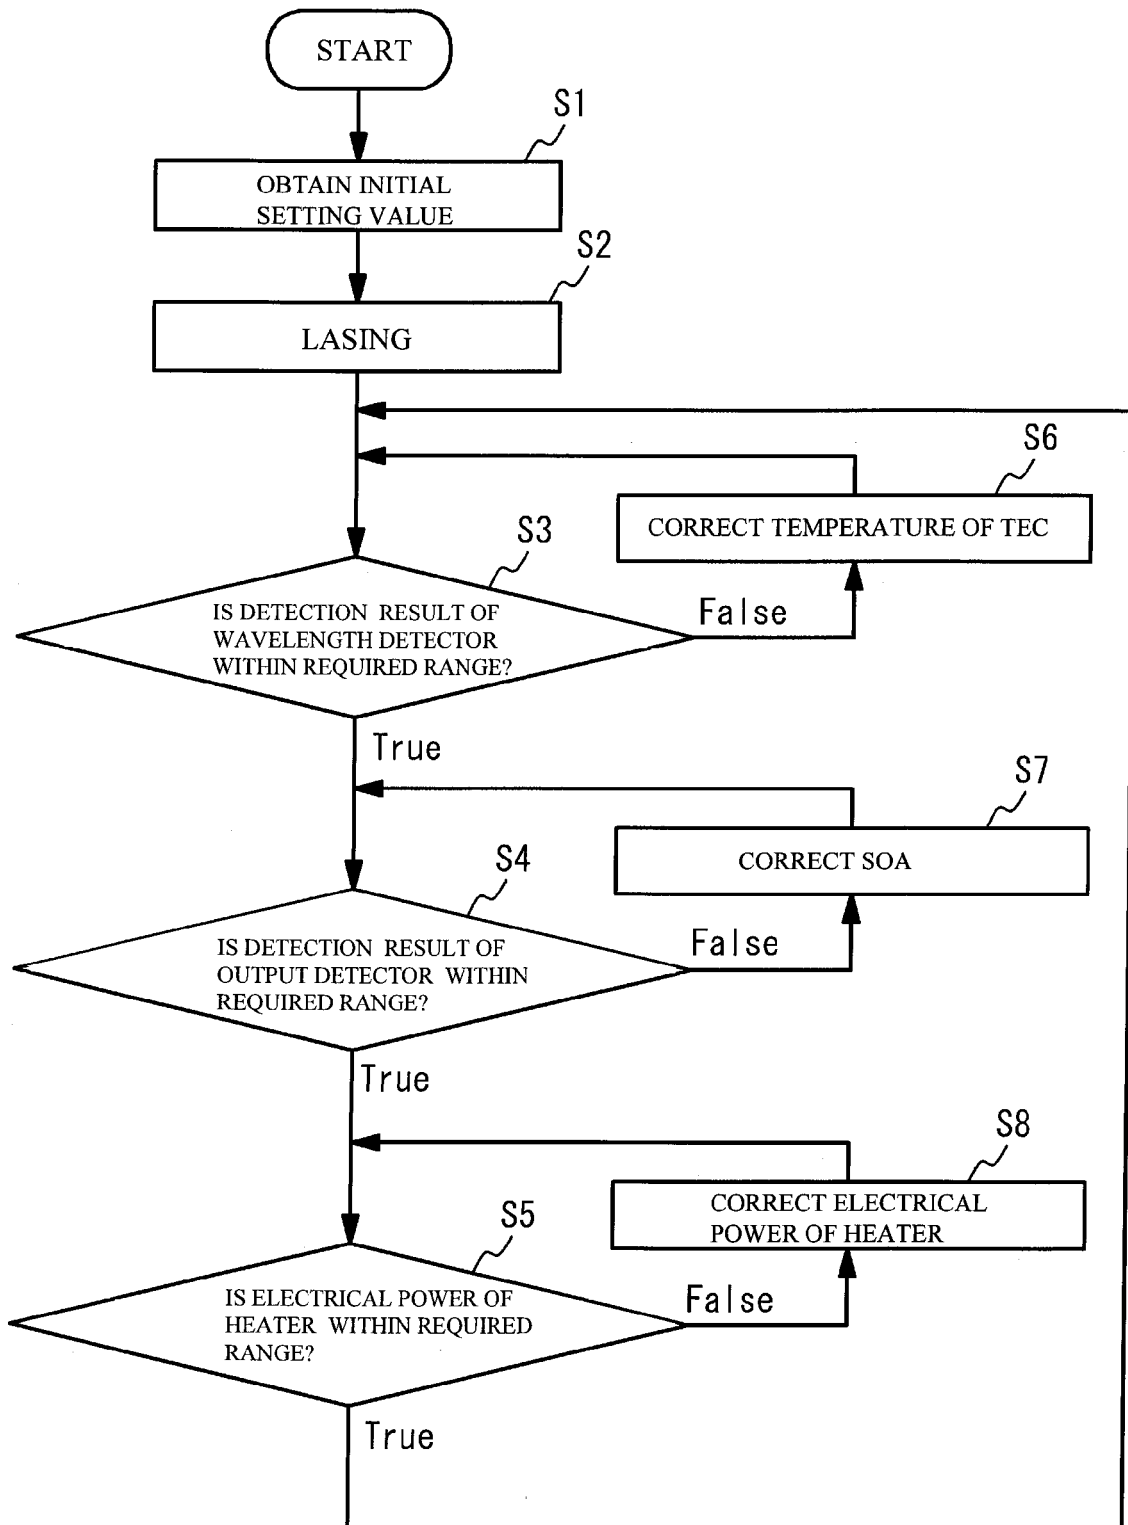 START
S1
OBTAIN INITIAL
SETTING VALUE
S2
LASING
S6
CORRECT TEMPERATURE OF TEC
S3
IS DETECTION RESULT OF
WAVELENGTH DETECTOR
WITHIN REQUIRED RANGE?
False
True
S7
CORRECT SOA
S4
IS DETECTION RESULT OF
OUTPUT DETECTOR WITHIN
REQUIRED RANGE?
False
True
S8
CORRECT ELECTRICAL
POWER OF HEATER
S5
IS ELECTRICAL POWER OF
HEATER WITHIN REQUIRED
RANGE?
False
True